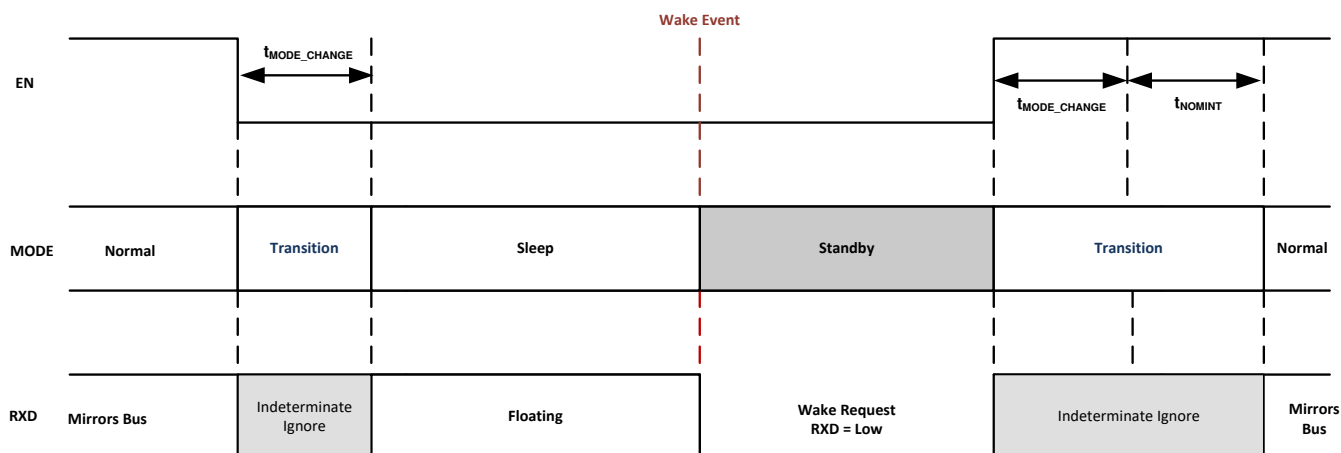 Wake Event
EN
tMODE_CHANGE
tMODE_CHANGE
tNOMINT
MODE
Normal
Transition
Sleep
Standby
Transition
Normal
RXD
Mirrors Bus
Indeterminate
Ignore
Floating
Wake Request
RXD = Low
Indeterminate Ignore
Mirrors
Bus